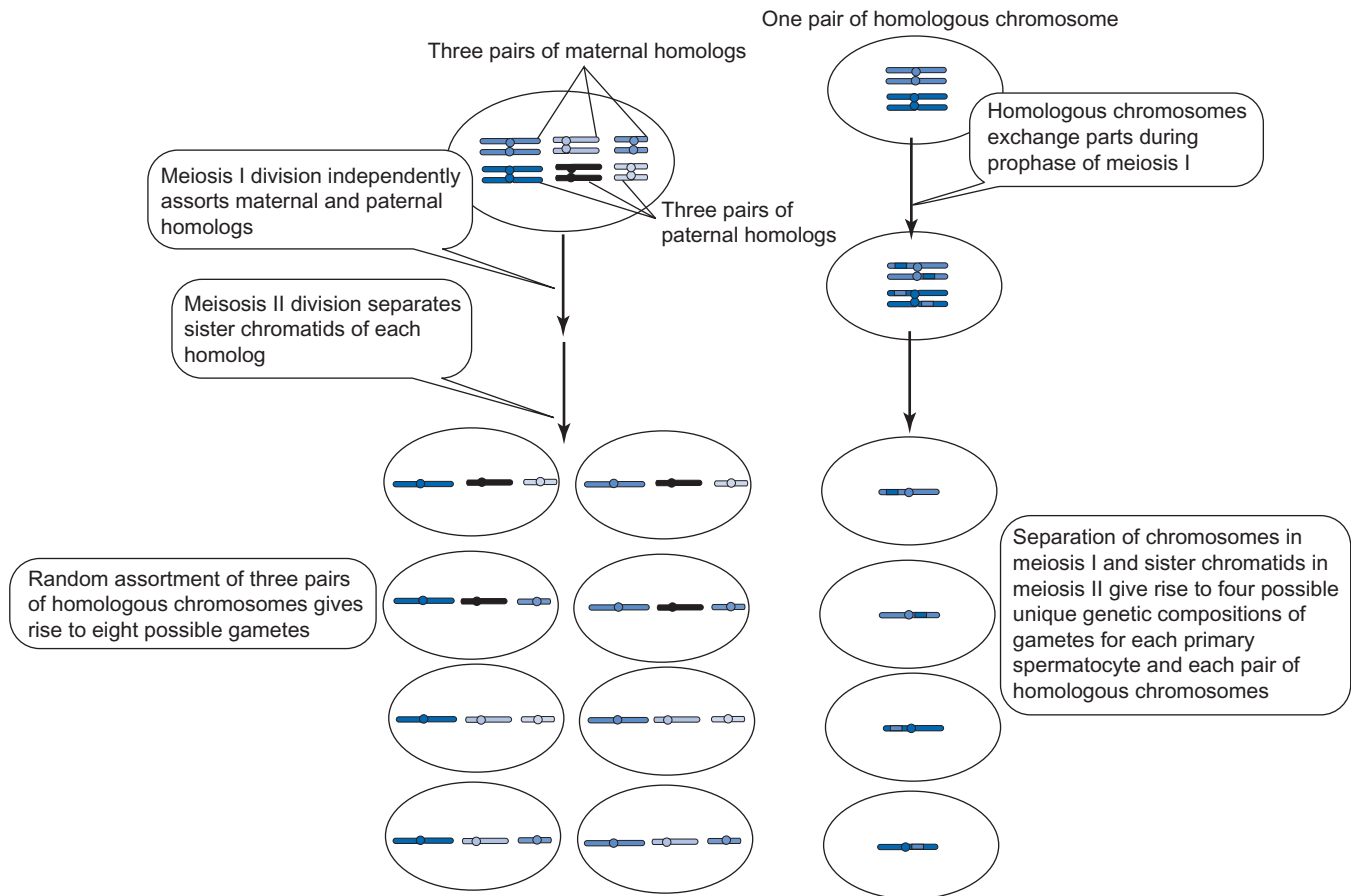 One pair of homologous chromosome
Three pairs of maternal homologs
Homologous chromosomes
exchange parts during
prophase of meiosis I
Meiosis I division independently
assorts maternal and paternal
homologs
Three pairs of
paternal homologs
Meisosis II division separates
sister chromatids of each
homolog
Random assortment of three pairs
of homologous chromosomes gives
rise to eight possible gametes
Separation of chromosomes in
meiosis I and sister chromatids in
meiosis II give rise to four possible
unique genetic compositions of
gametes for each primary
spermatocyte and each pair of
homologous chromosomes